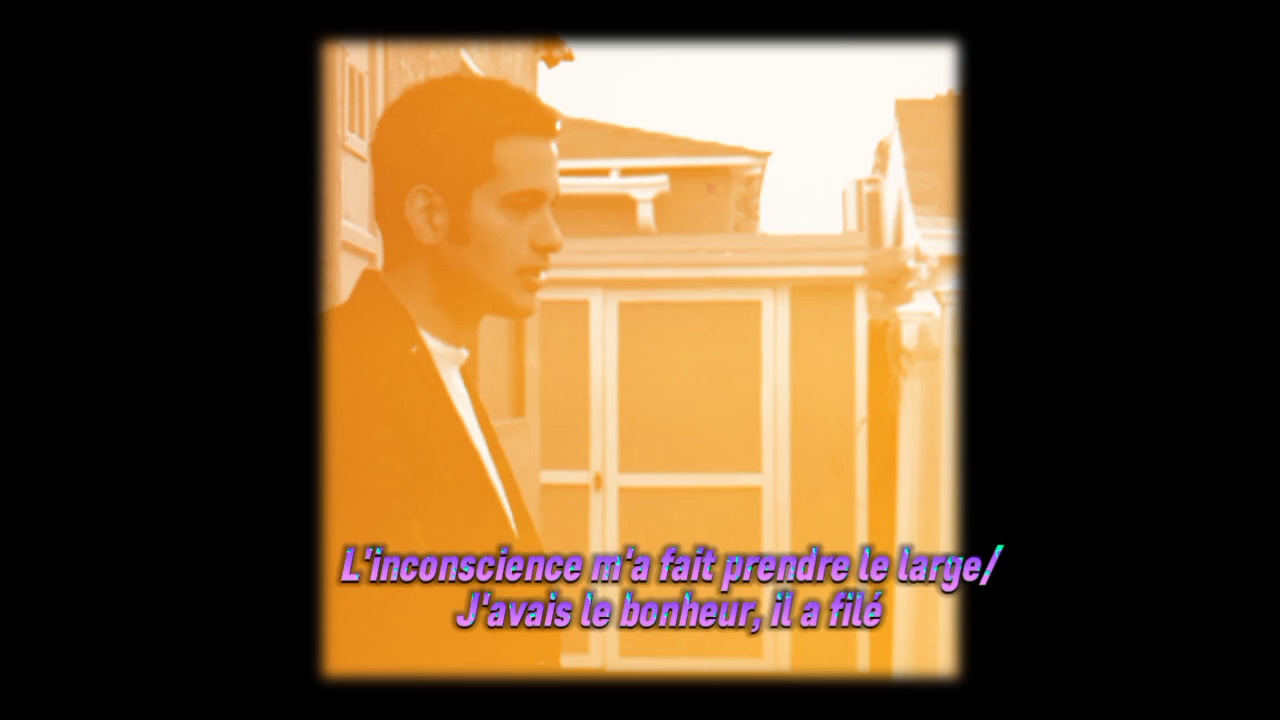 L'inconscience m'a fait prendre le large/
J'avais le bonheur, il a filé